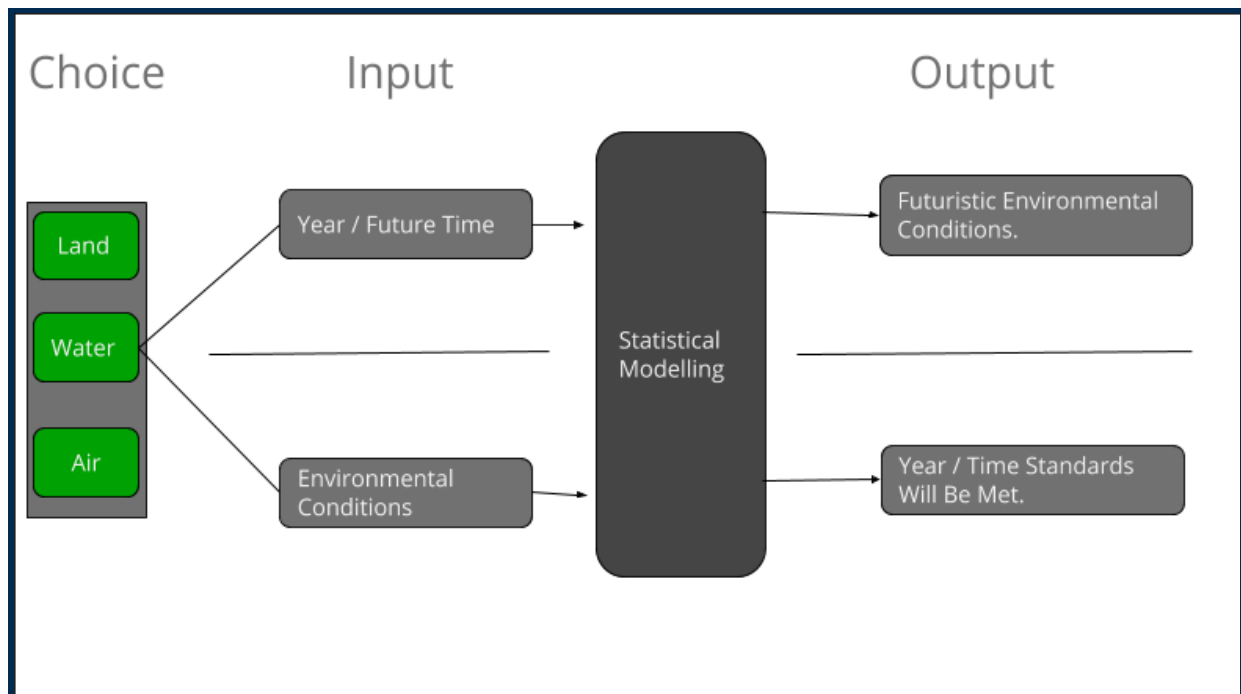 Choice
Input
Output
Land
Water
Air
Year / Future Time
Environmental
Conditions
Statistical
Modelling
Futuristic Environmental
Conditions.
Year / Time Standards
Will Be Met.